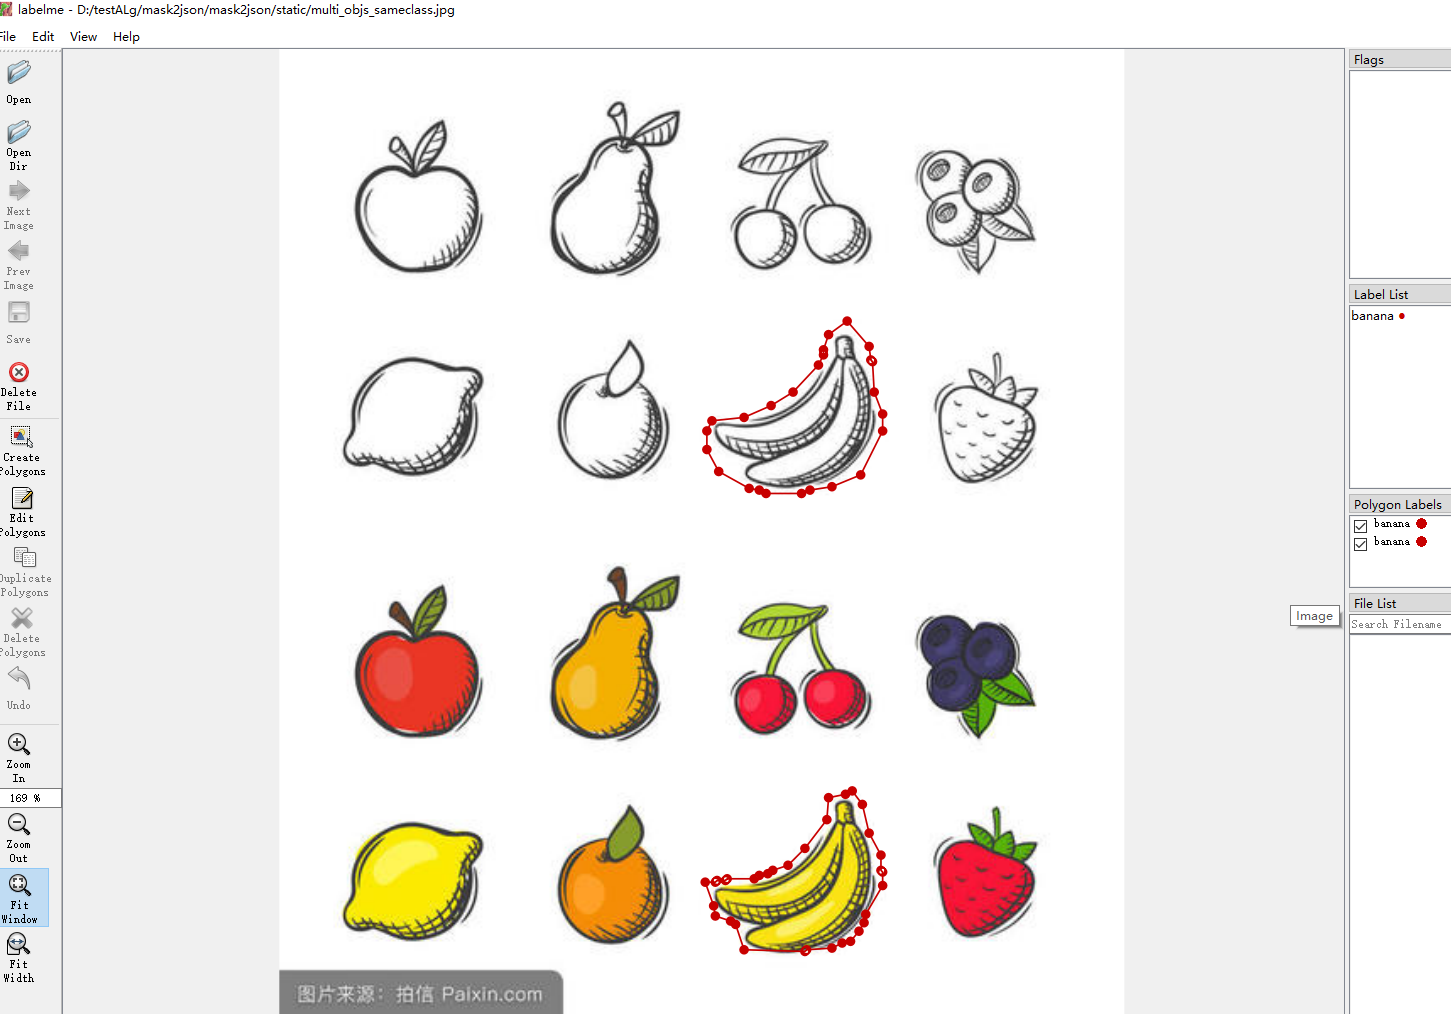 labelme - D:/testALg/mask2json/mask2json/static/multi_objs_sameclass.jpg
File Edit View Help
Open
Open
Dir
Next
Image
Prev
Image
Save
Delete
File
Create
Polygons
Edit
Polygons
Duplicate
Polygons
Delete
Polygons
Undo
Zoom
In
169 %
Zoom
Out
Fit
Window
Fit
Width
图片来源：拍信 Paixin.com
Image
Flags
Label List
banana
Polygon Labels
banana
banana
File List
Search Filename